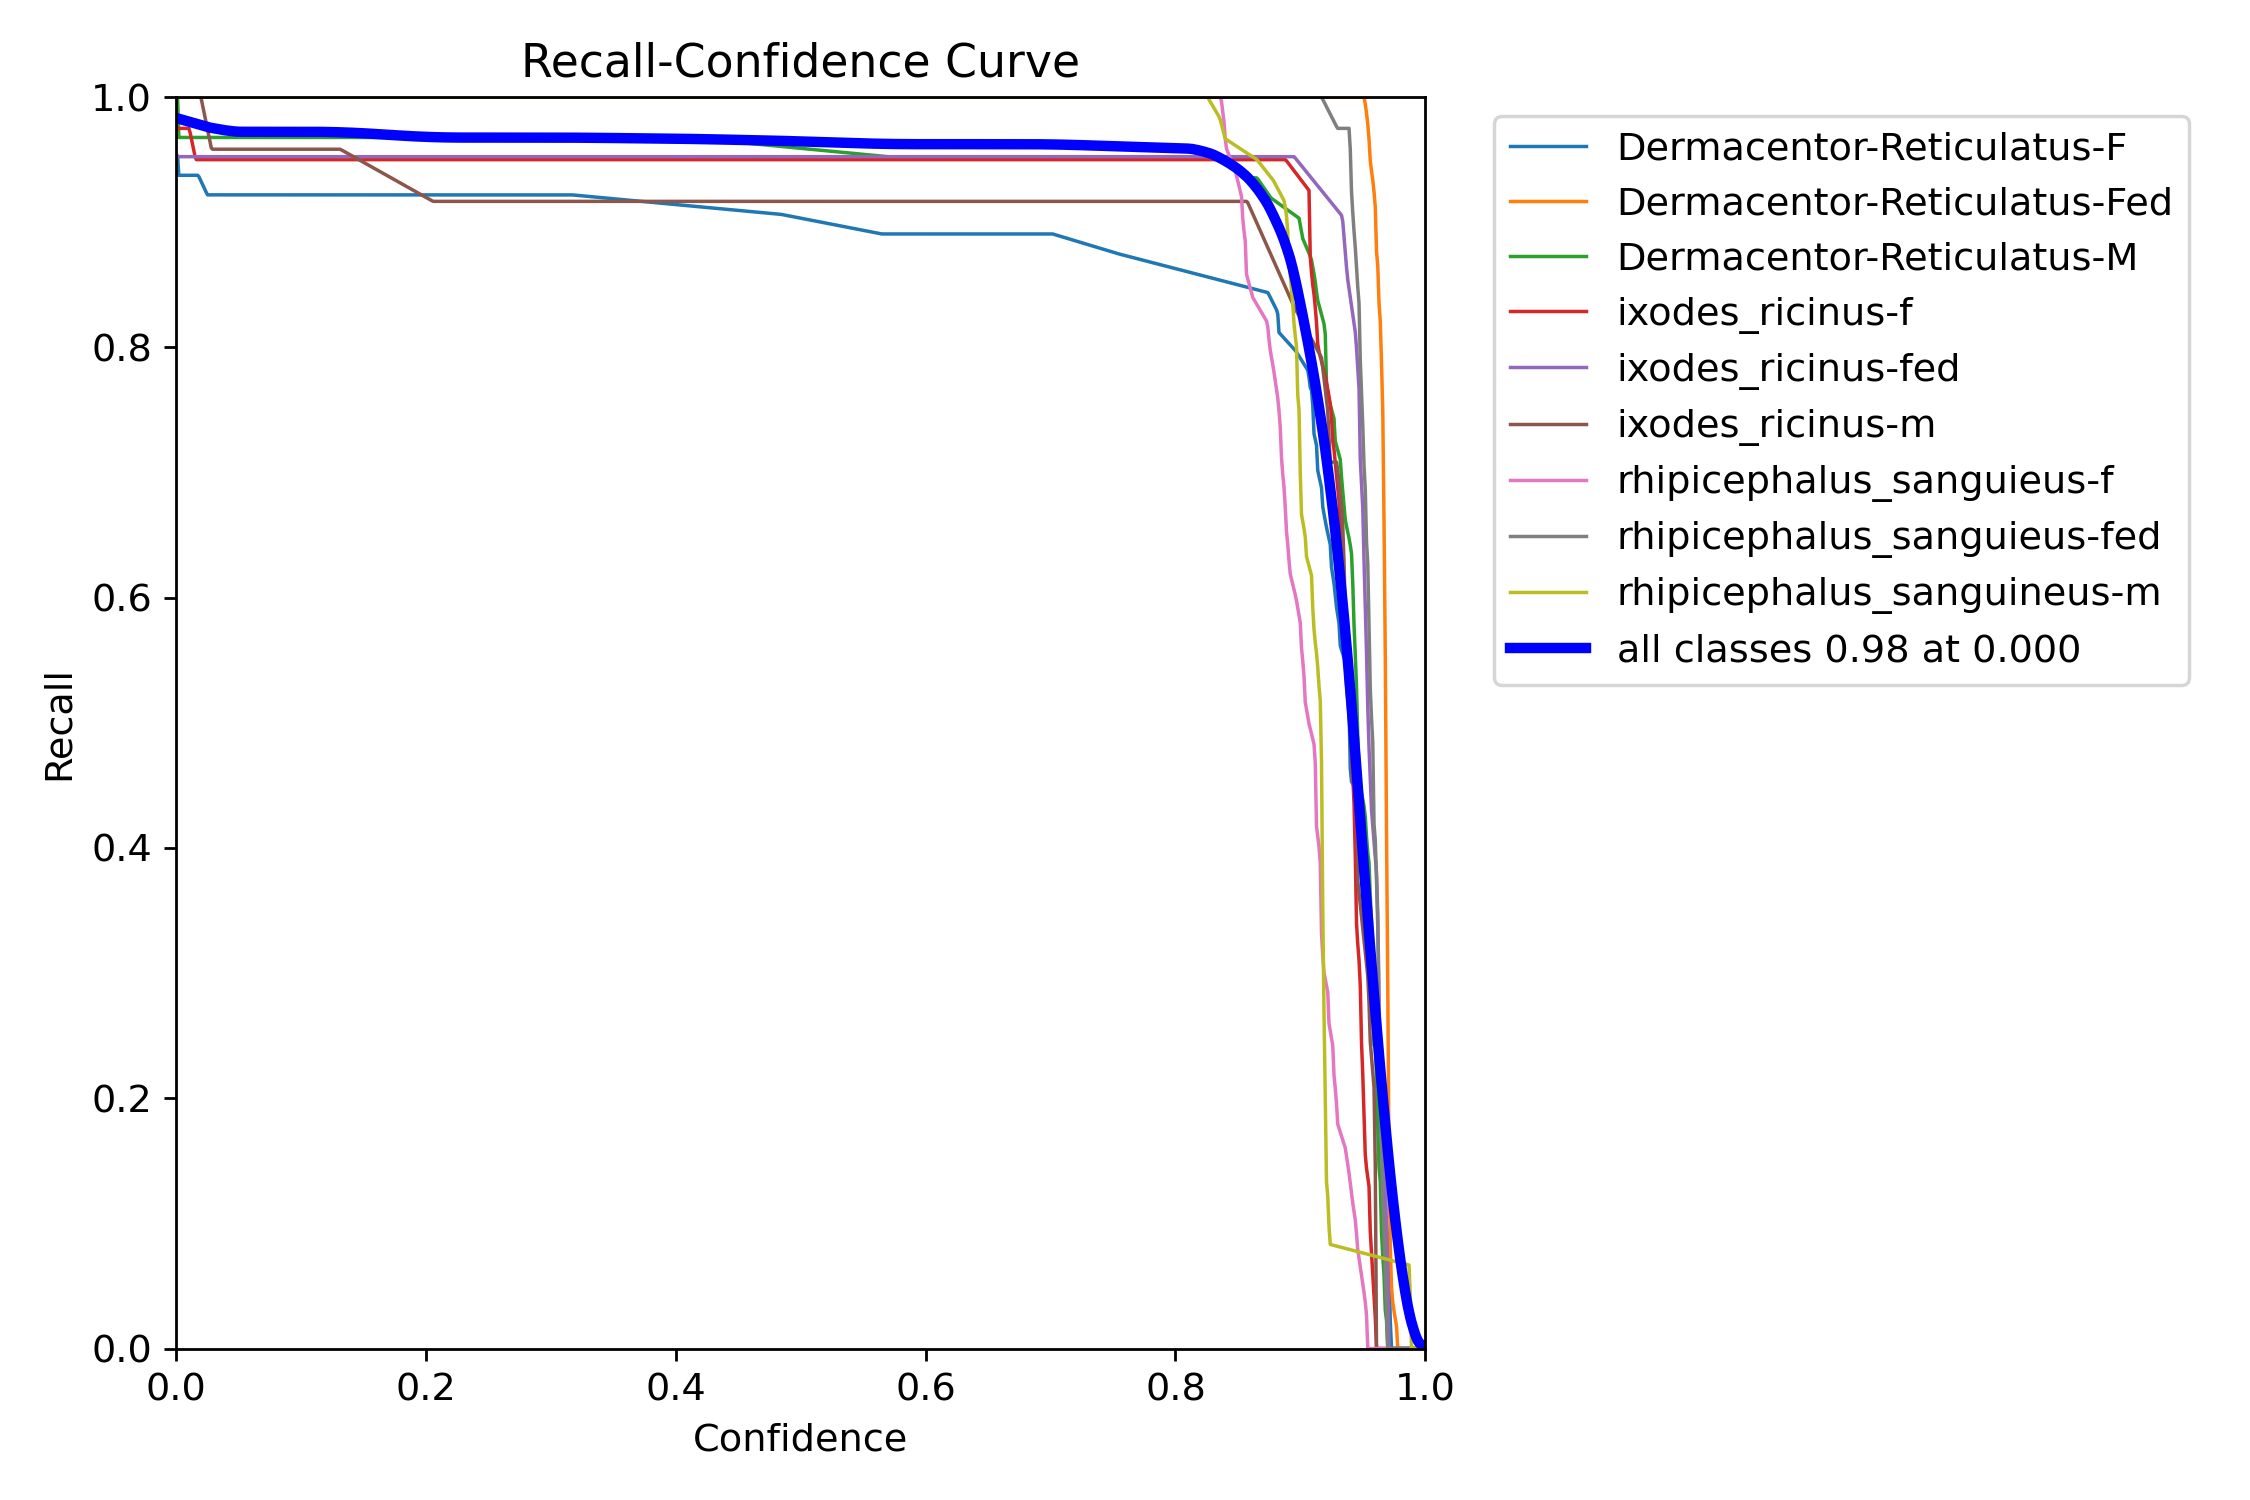 Recall-Confidence Curve
1.0
0.8
0.6
0.4
0.2
0.0
Recall
0.0 0.2 0.4 0.6 0.8 1.0
Confidence
Dermacentor-Reticulatus-F
Dermacentor-Reticulatus-Fed
Dermacentor-Reticulatus-M
ixodes_ricinus-f
ixodes_ricinus-fed
ixodes_ricinus-m
rhipicephalus_sanguieus-f
rhipicephalus_sanguieus-fed
rhipicephalus_sanguineus-m
all classes 0.98 at 0.000